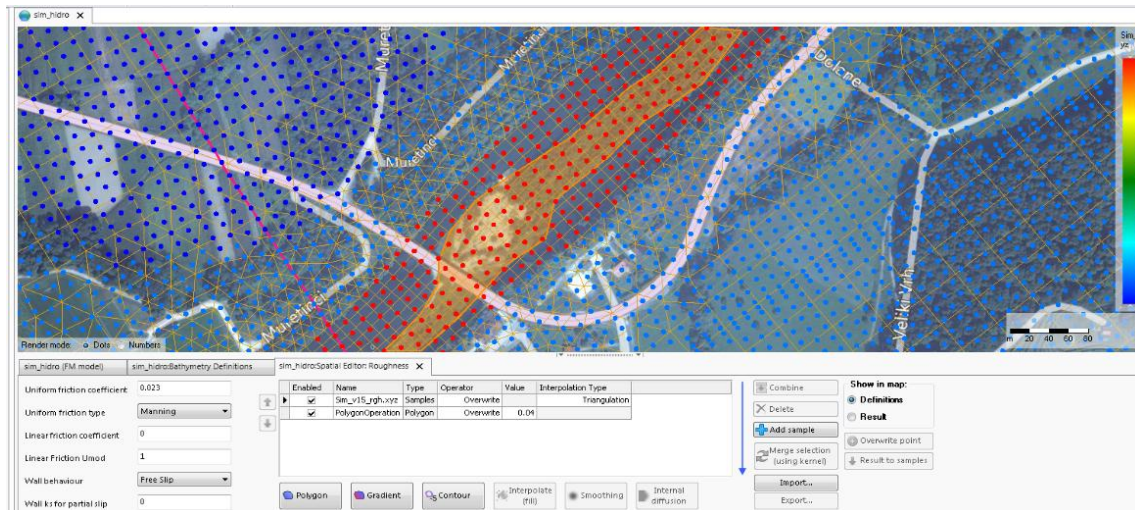 sim_hidro
Sim_
Muretinci
Muretinci
Muretinci
Muretinci
Dolcne
Veliki Vrh
m 20 40 60 80
Render mode: Dots Numbers
sim_hidro (FM model)
sim_hidro:Bathymetry Definitions
sim_hidro:Spatial Editor: Roughness
Uniform friction coefficient 0.023
Uniform friction type Manning
Linear friction coefficient 0
Linear Friction Umod 1
Wall behaviour Free Slip
Wall ks for partial slip 0
Enabled Name Type Operator Value Interpolation Type
Sim_v15_rgh.xyz Samples Overwrite Triangulation
PolygonOperation Polygon Overwrite 0.04
Polygon
Gradient
Contour
Interpolate
(fill)
Smoothing
Internal
diffusion
Combine
Delete
Add sample
Merge selection
(using kernel)
Import...
Export...
Show in map:
Definitions
Result
Overwrite point
Result to samples